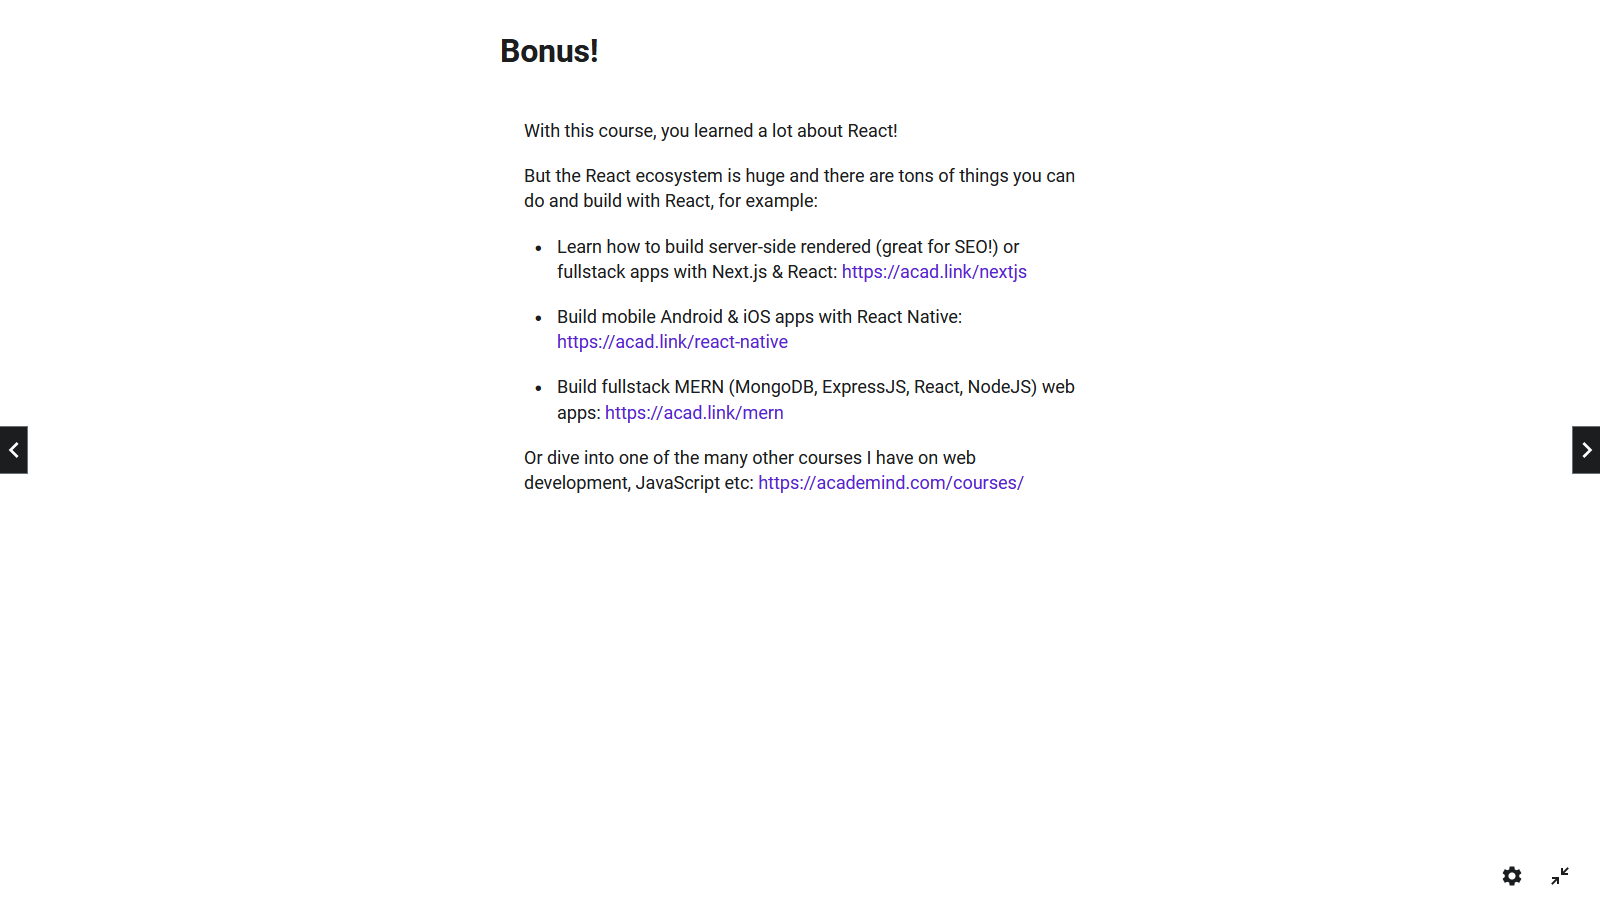 Bonus!
With this course, you learned a lot about React!
But the React ecosystem is huge and there are tons of things you can
do and build with React, for example:
• Learn how to build server-side rendered (great for SEO!) or
fullstack apps with Next.js & React: https://acad.link/nextjs
• Build mobile Android & iOS apps with React Native:
https://acad.link/react-native
• Build fullstack MERN (MongoDB, ExpressJS, React, NodeJS) web
apps: https://acad.link/mern
Or dive into one of the many other courses I have on web
development, JavaScript etc: https://academind.com/courses/